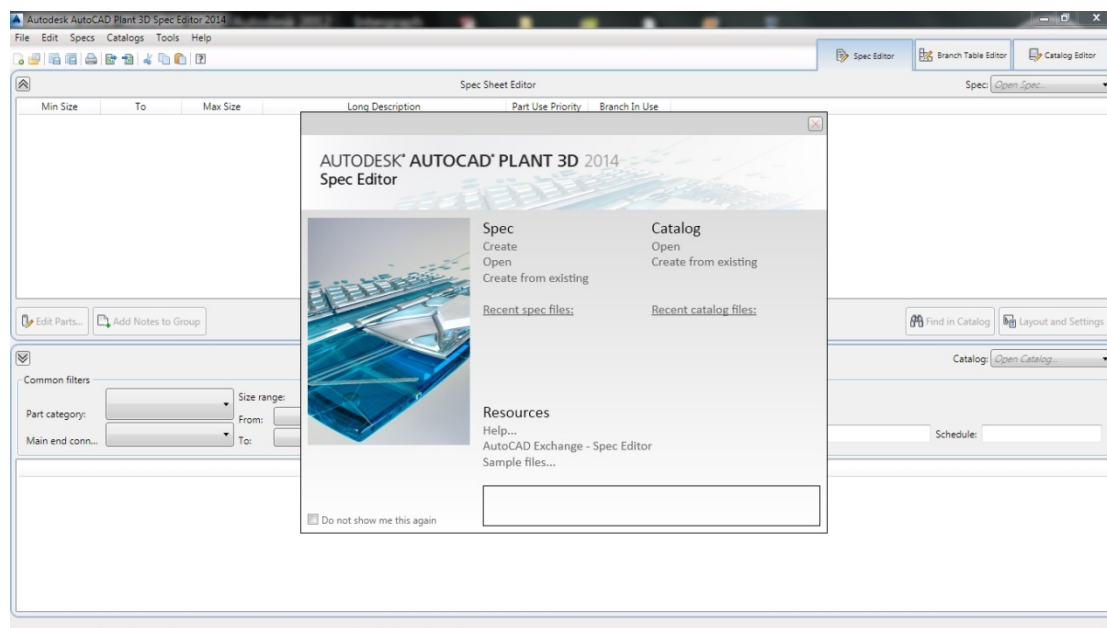 Autodesk AutoCAD Plant 3D Spec Editor 2014
File Edit Specs Catalogs Tools Help
Spec Editor Branch Table Editor Catalog Editor
Spec Sheet Editor Spec: Open Spec...
Min Size To Max Size Long Description Part Use Priority Branch In Use
AUTODESK® AUTOCAD® PLANT 3D 2014
Spec Editor
Spec Catalog
Create Open
Open Create from existing
Create from existing
Recent spec files: Recent catalog files:
Edit Parts... Add Notes to Group Find in Catalog Layout and Settings
Catalog: Open Catalog...
Common filters
Size range:
Part category: From:
Main end conn... To: Schedule:
Resources
Help...
AutoCAD Exchange - Spec Editor
Sample files...
Do not show me this again